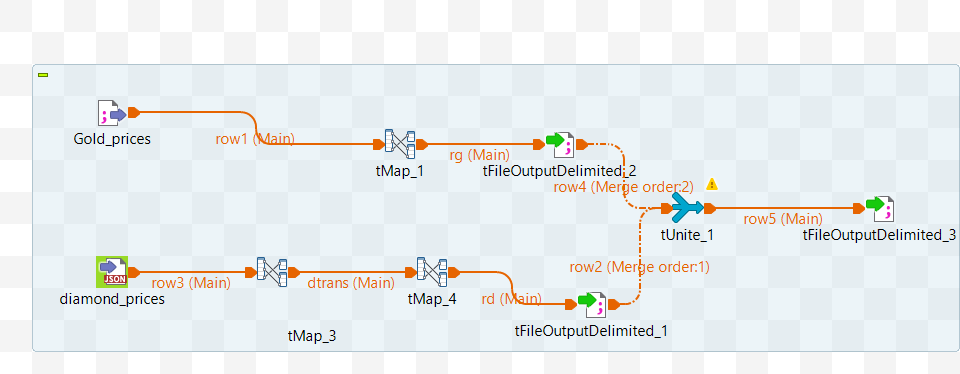 Gold_prices
row1 (Main)
tMap_1
rg (Main)
tFileOutputDelimited_2
row4 (Merge order:2)
tUnite_1
row5 (Main)
tFileOutputDelimited_3
JSON
diamond_prices
row3 (Main)
dtrans (Main)
tMap_3
tMap_4
rd (Main)
row2 (Merge order:1)
tFileOutputDelimited_1